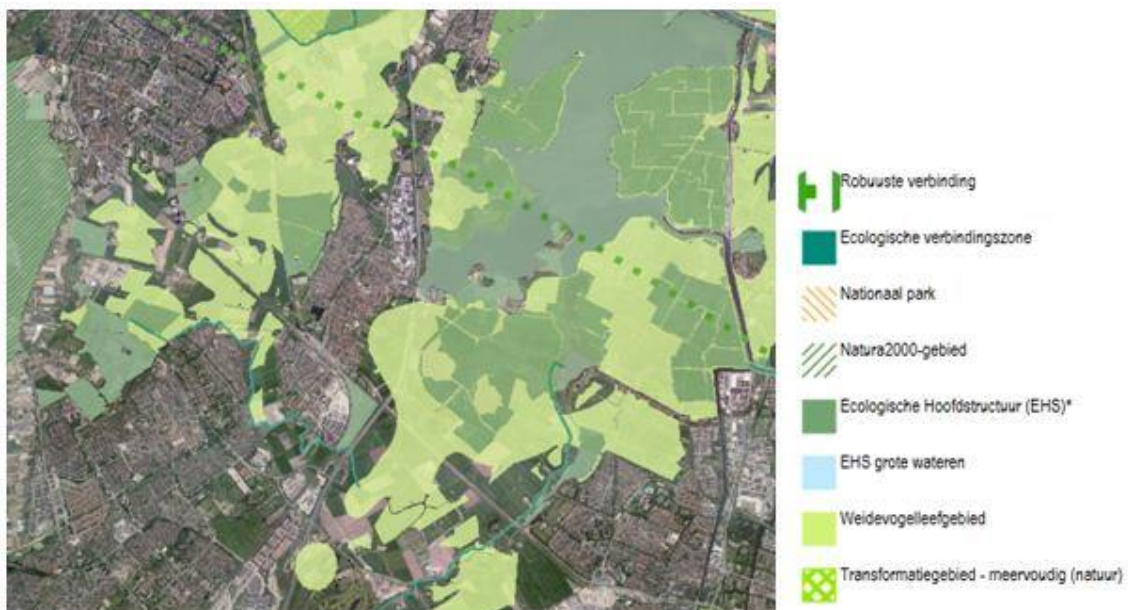 Robuuste verbinding
Ecologische verbindingszone
Nationaal park
Natura2000-gebied
Ecologische Hoofdstructuur (EHS)*
EHS grote wateren
Weidevogelleefgebied
Transformatiegebied - meervoudig (natuur)